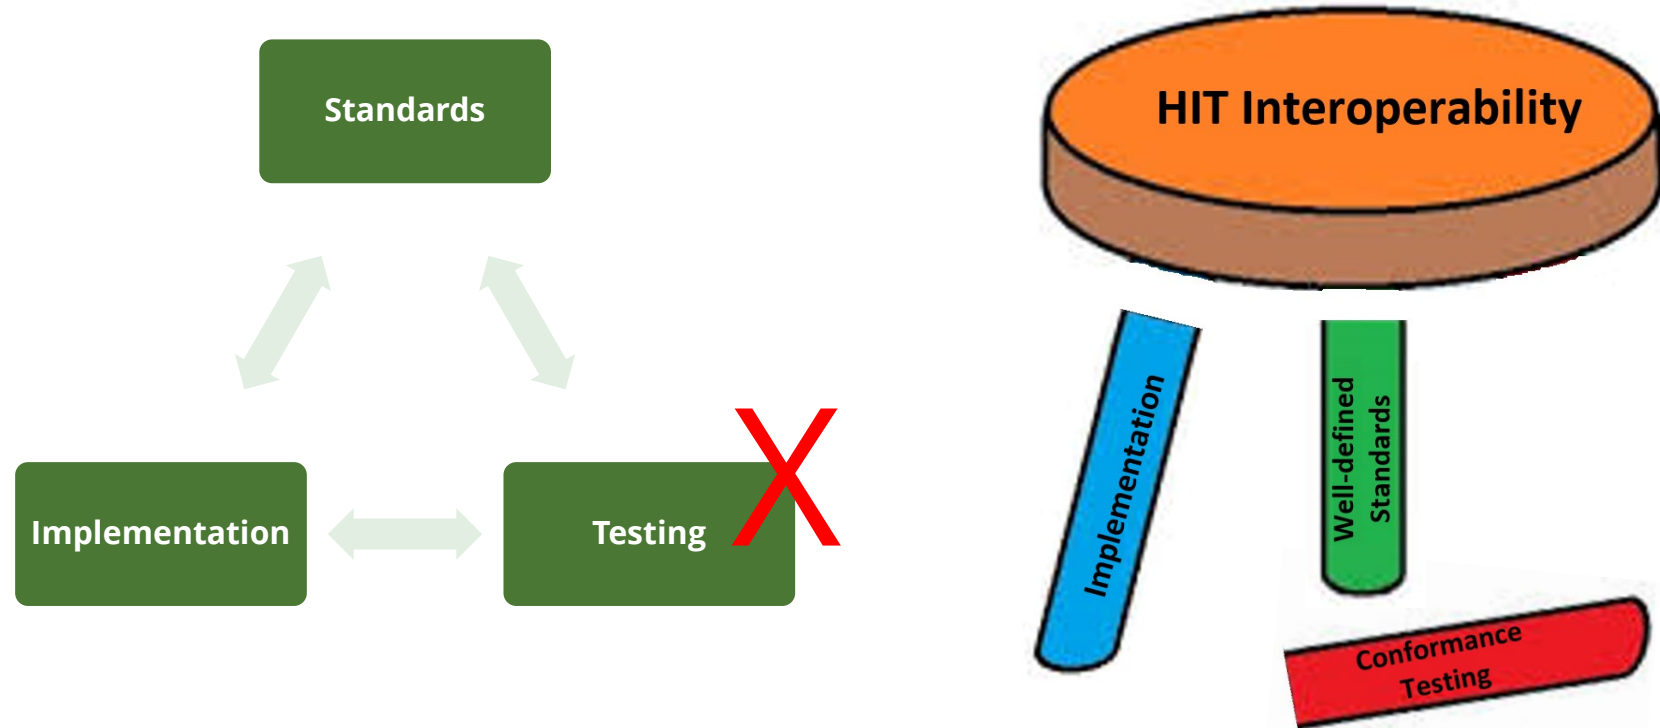 Standards
Implementation
Testing
X
HIT Interoperability
Implementation
Well-defined
Standards
Conformance
Testing